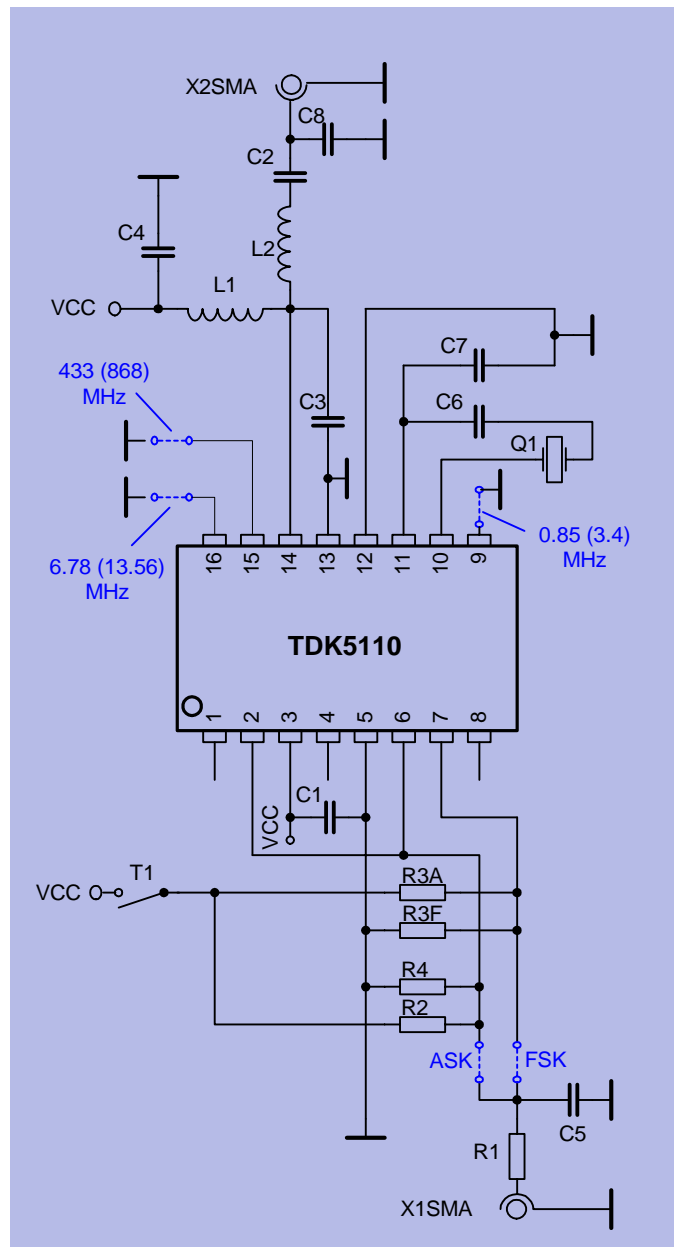 X2SMA
C8
C2
C4
L2
L1
VCC
433 (868)
MHz
C7
C3
C6
Q1
0.85 (3.4)
MHz
6.78 (13.56)
MHz
16 15 14 13 12 11 10 9
TDK5110
1 2 3 4 5 6 7 8
C1
VCC
T1
VCC
R3A
R3F
R4
R2
ASK
FSK
C5
R1
X1SMA